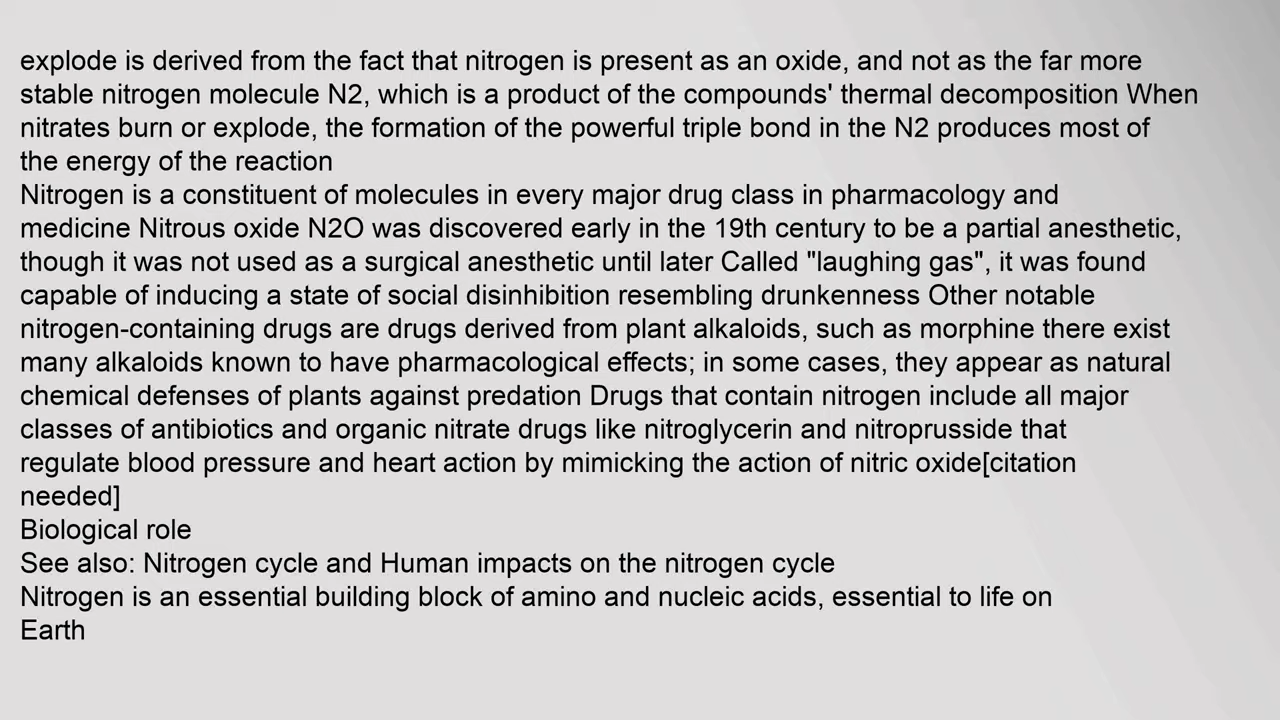 explode is derived from the fact that nitrogen is present as an oxide, and not as the far more
stable nitrogen molecule N2, which is a product of the compounds' thermal decomposition When
nitrates burn or explode, the formation of the powerful triple bond in the N2 produces most of
the energy of the reaction
Nitrogen is a constituent of molecules in every major drug class in pharmacology and
medicine Nitrous oxide N2O was discovered early in the 19th century to be a partial anesthetic,
though it was not used as a surgical anesthetic until later Called "laughing gas", it was found
capable of inducing a state of social disinhibition resembling drunkenness Other notable
nitrogen-containing drugs are drugs derived from plant alkaloids, such as morphine there exist
many alkaloids known to have pharmacological effects; in some cases, they appear as natural
chemical defenses of plants against predation Drugs that contain nitrogen include all major
classes of antibiotics and organic nitrate drugs like nitroglycerin and nitroprusside that
regulate blood pressure and heart action by mimicking the action of nitric oxide[citation
needed]
Biological role
See also: Nitrogen cycle and Human impacts on the nitrogen cycle
Nitrogen is an essential building block of amino and nucleic acids, essential to life on
Earth